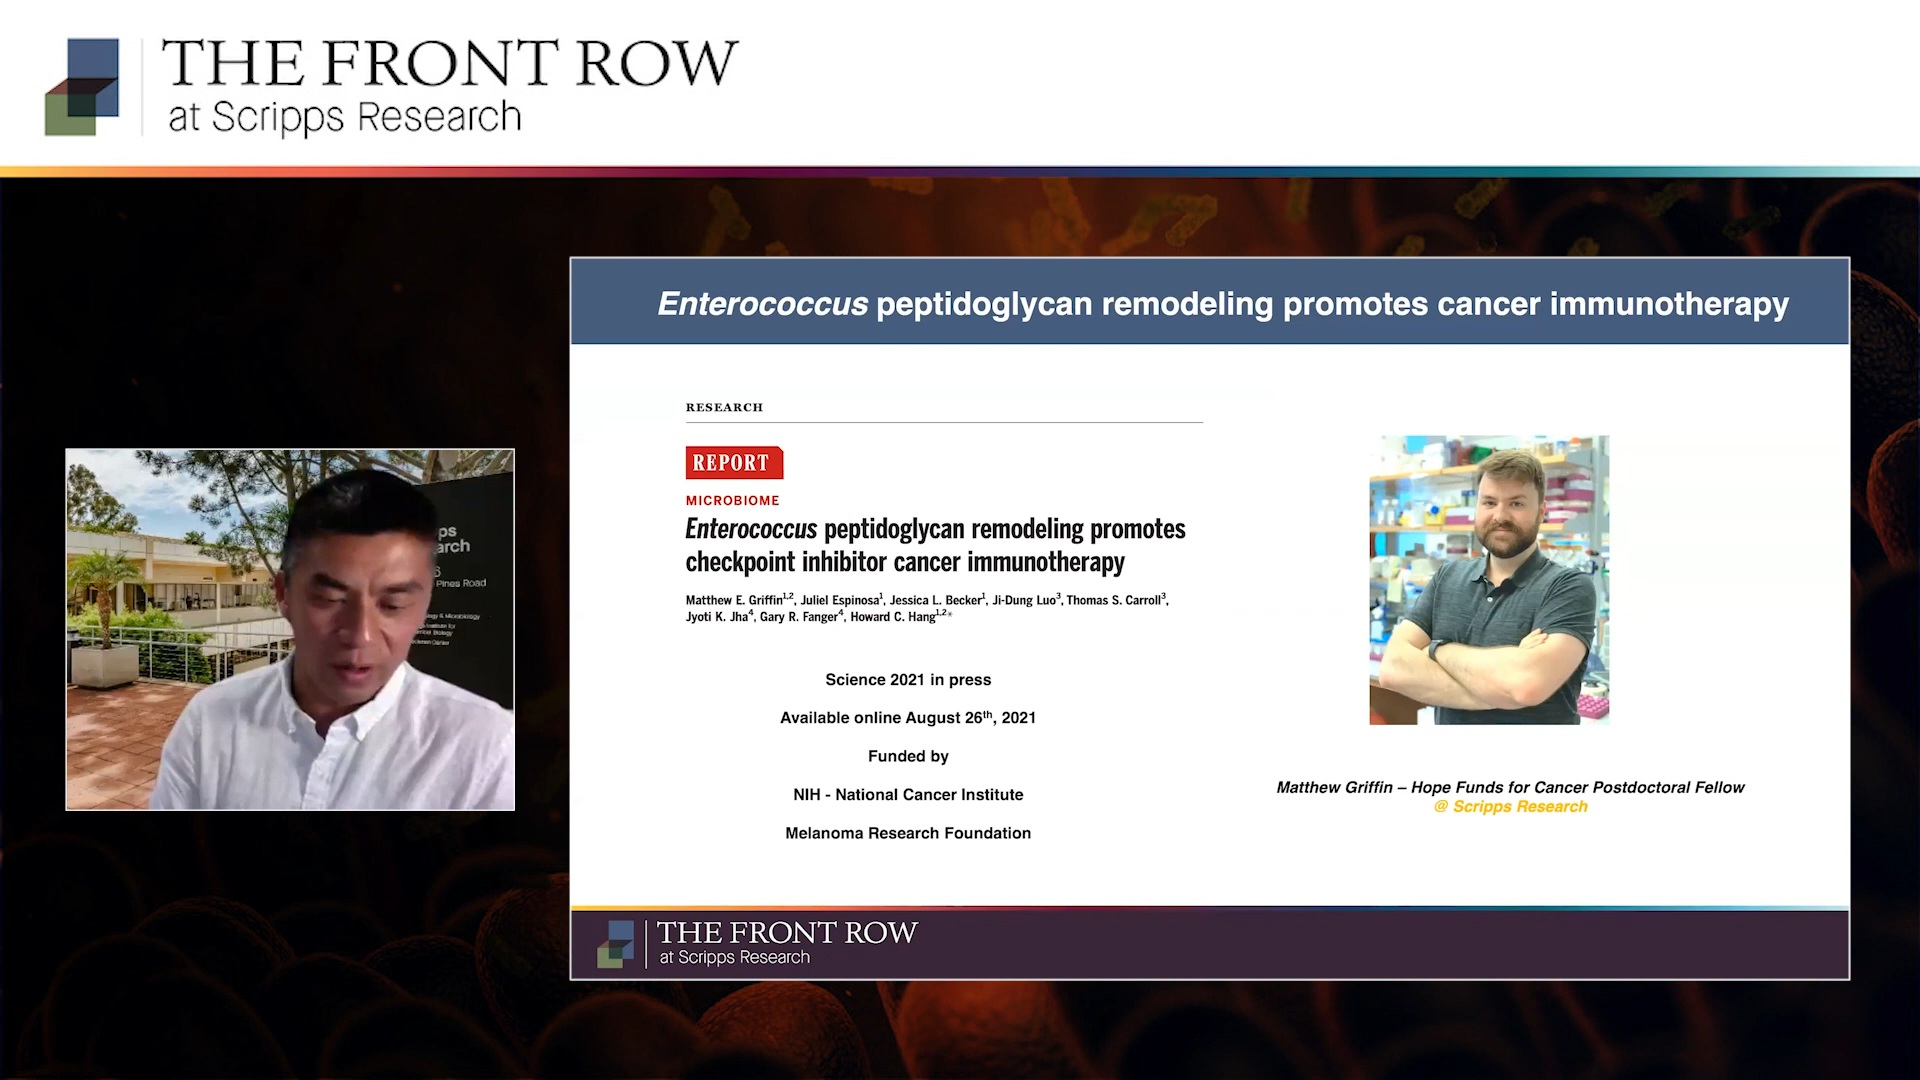 THE FRONT ROW
at Scripps Research
Enterococcus peptidoglycan remodeling promotes cancer immunotherapy
RESEARCH
REPORT
MICROBIOME
Enterococcus peptidoglycan remodeling promotes
checkpoint inhibitor cancer immunotherapy
Matthew E. Griffin1,2, Juliel Espinosa1, Jessica L. Becker1, Ji-Dung Luo3, Thomas S. Carroll3,
Jyoti K. Jha4, Gary R. Fanger4, Howard C. Hang1,2*
Science 2021 in press
Available online August 26th, 2021
Funded by
NIH - National Cancer Institute
Melanoma Research Foundation
Matthew Griffin – Hope Funds for Cancer Postdoctoral Fellow
@ Scripps Research
ps
arch
Pines Road
THE FRONT ROW
at Scripps Research